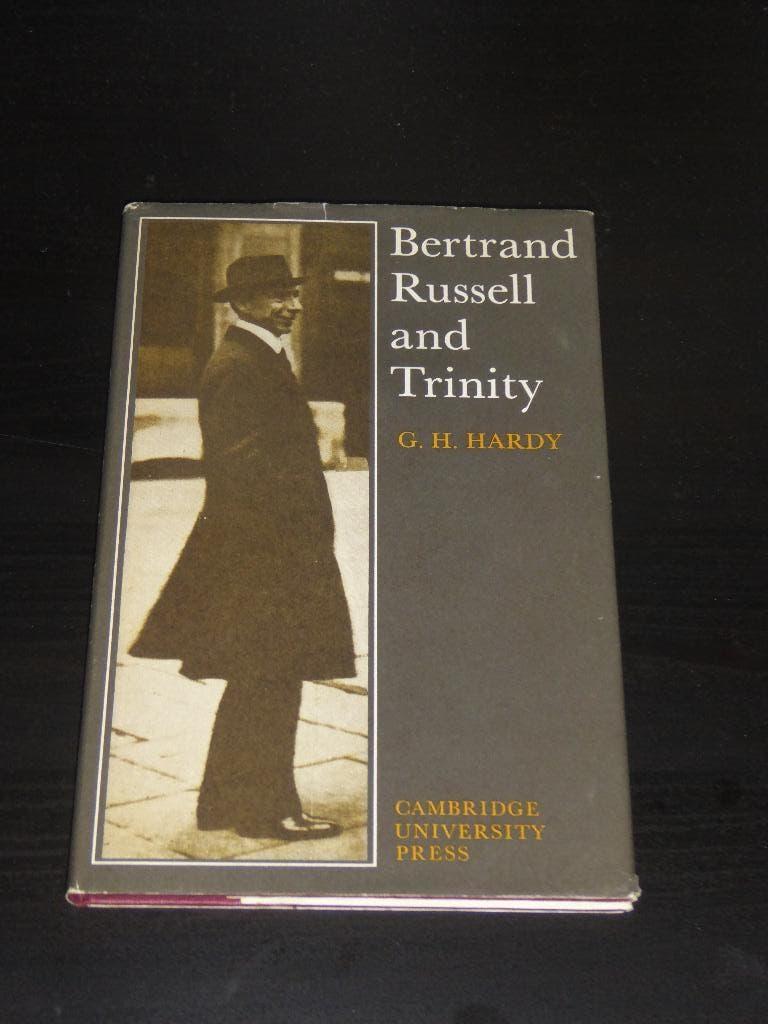 Bertrand
Russell
and
Trinity
G. H. HARDY
CAMBRIDGE
UNIVERSITY
PRESS